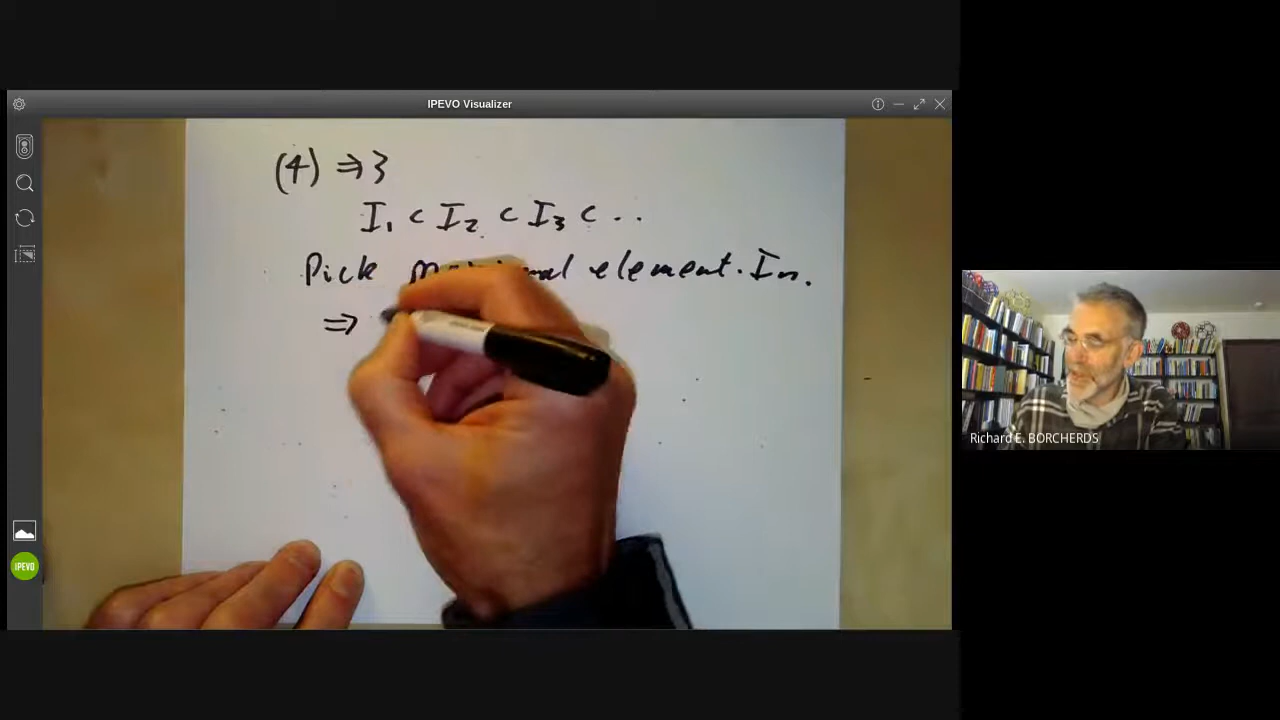 IPEVO Visualizer
(4) ⇒ 3
I₁ ⊂ I₂ ⊂ I₃ ⊂ ..
Pick element. Iₙ.
⇒
IPEVO
Richard E. BORCHERDS